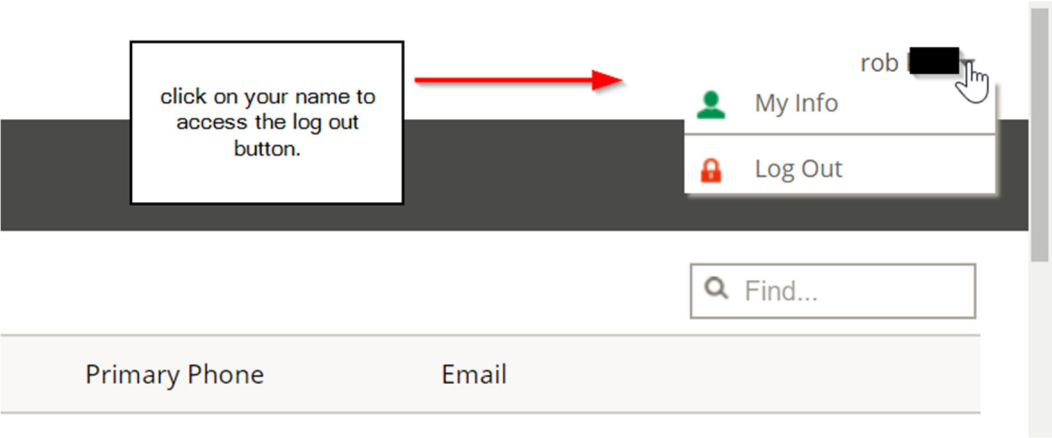 rob
click on your name to
access the log out
button.
My Info
Log Out
Find...
Primary Phone
Email